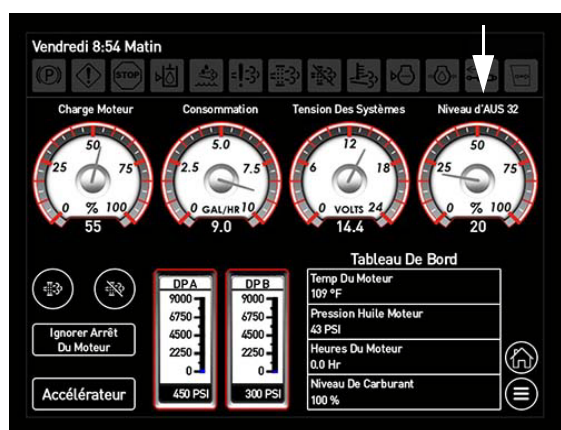 Vendredi 8:54 Matin
(P) STOP
Charge Moteur Consommation Tension Des Systèmes Niveau d'AUS 32
0 25 50 75 100 %
55
0 2.5 5.0 7.5 10 GAL/HR
9.0
0 6 12 18 24 VOLTS
14.4
0 25 50 75 100 %
20
Ignorer Arrêt
Du Moteur
Accélérateur
DP A
9000
6750
4500
2250
0
450 PSI
DP B
9000
6750
4500
2250
0
300 PSI
Tableau De Bord
Temp Du Moteur
109 °F
Pression Huile Moteur
43 PSI
Heures Du Moteur
0.0 Hr
Niveau De Carburant
100 %